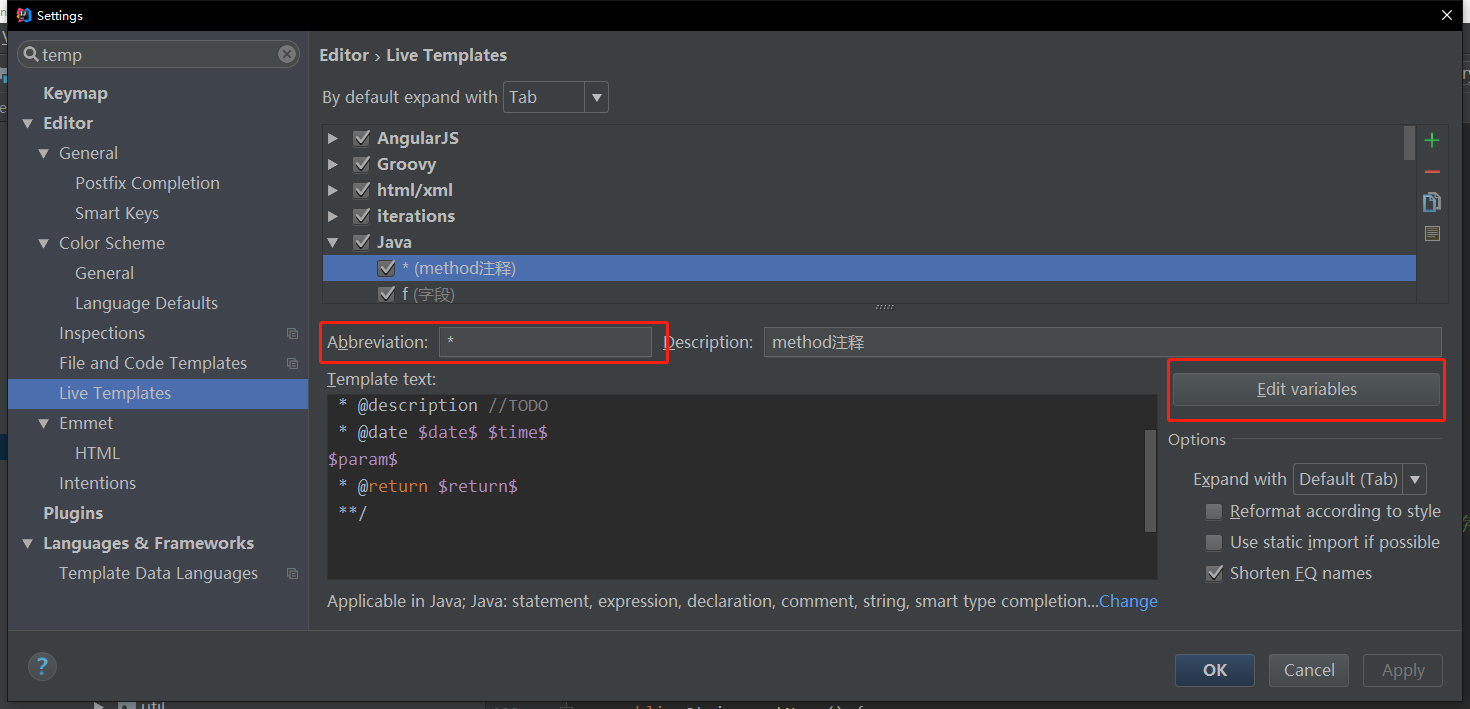 Settings
temp
Keymap
Editor
General
Postfix Completion
Smart Keys
Color Scheme
General
Language Defaults
Inspections
File and Code Templates
Live Templates
Emmet
HTML
Intentions
Plugins
Languages & Frameworks
Template Data Languages
?
Editor › Live Templates
By default expand with Tab
AngularJS
Groovy
html/xml
iterations
Java
* (method注释)
f (字段)
Abbreviation: *
Description: method注释
Template text:
* @description //TODO
* @date $date$ $time$
$param$
* @return $return$
**/
Edit variables
Options
Expand with Default (Tab)
Reformat according to style
Use static import if possible
Shorten FQ names
Applicable in Java; Java: statement, expression, declaration, comment, string, smart type completion...Change
OK Cancel Apply
util